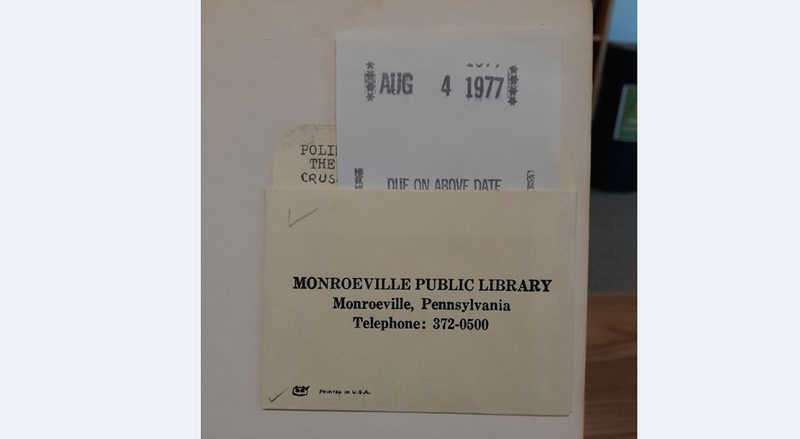 AUG 4 1977
POLI
THE
CRUS
DUE ON ABOVE DATE
MONROEVILLE PUBLIC LIBRARY
Monroeville, Pennsylvania
Telephone: 372-0500
PRINTED IN U.S.A.